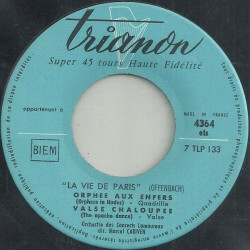 trianon
Super 45 tours Haute Fidélité
MADE IN FRANCE
appartenant à
4364
ets
BIEM
7 TLP 133
"LA VIE DE PARIS" (OFFENBACH)
ORPHEE AUX ENFERS
(Orpheus in Hades) - Quadrille
VALSE CHALOUPEE
(The apache dance) - Valse
Orchestre des Concerts Lamoureux
dir. Marcel CARIVEN